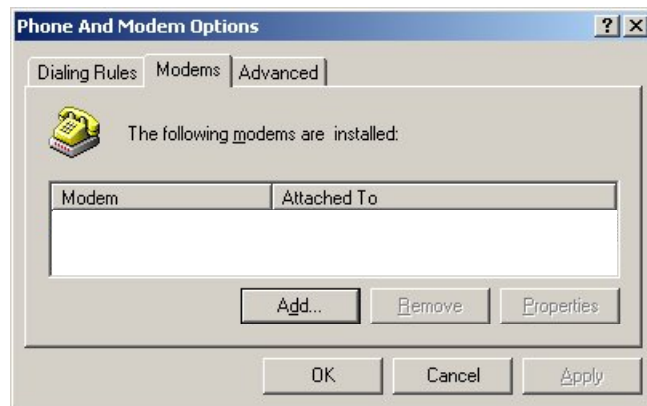 Phone And Modem Options
Dialing Rules Modems Advanced
The following modems are installed:
Modem Attached To
Add... Remove Properties
OK Cancel Apply